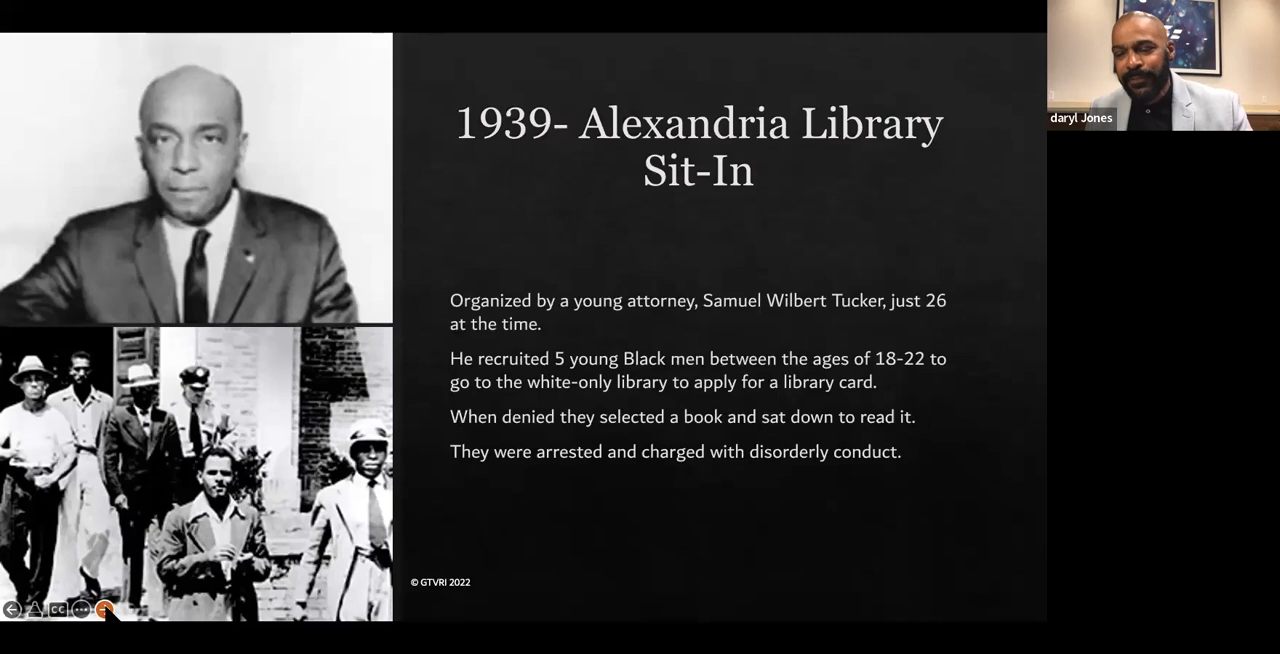 1939- Alexandria Library
Sit-In
Organized by a young attorney, Samuel Wilbert Tucker, just 26
at the time.
He recruited 5 young Black men between the ages of 18-22 to
go to the white-only library to apply for a library card.
When denied they selected a book and sat down to read it.
They were arrested and charged with disorderly conduct.
© GTVRI 2022
CC
daryl Jones